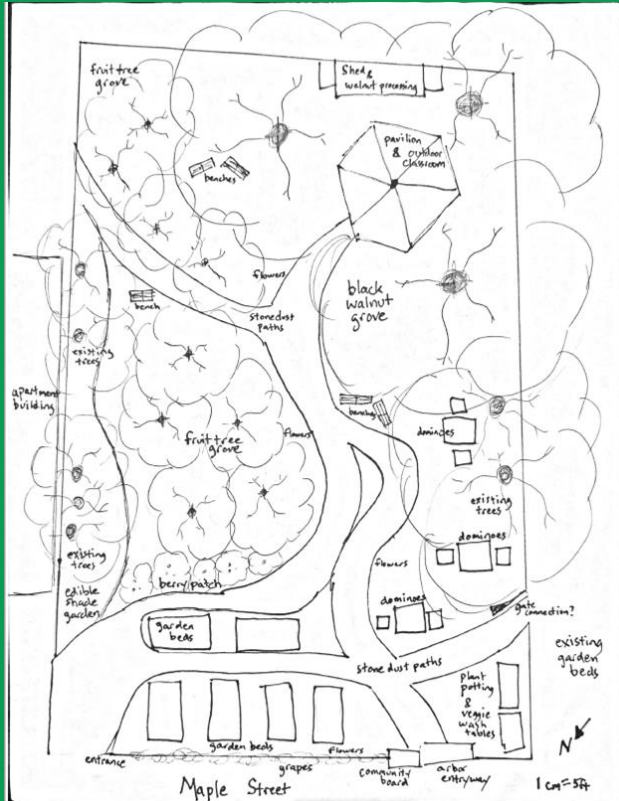 fruit tree
grove
Shed &
walnut processing
pavilion
& outdoor
classroom
benches
flowers
black
walnut
grove
bench
stonedust
paths
existing
trees
apartment
building
benches
dominoes
fruit tree
grove
flowers
existing
trees
dominoes
existing
trees
flowers
berry patch
edible
shade
garden
dominoes
gate
connection?
garden
beds
existing
garden
beds
stone dust paths
plant
potting
&
veggie
wash
tables
N
garden beds
flowers
entrance
grapes
community
board
arbor
entryway
Maple Street
1 cm = 5ft